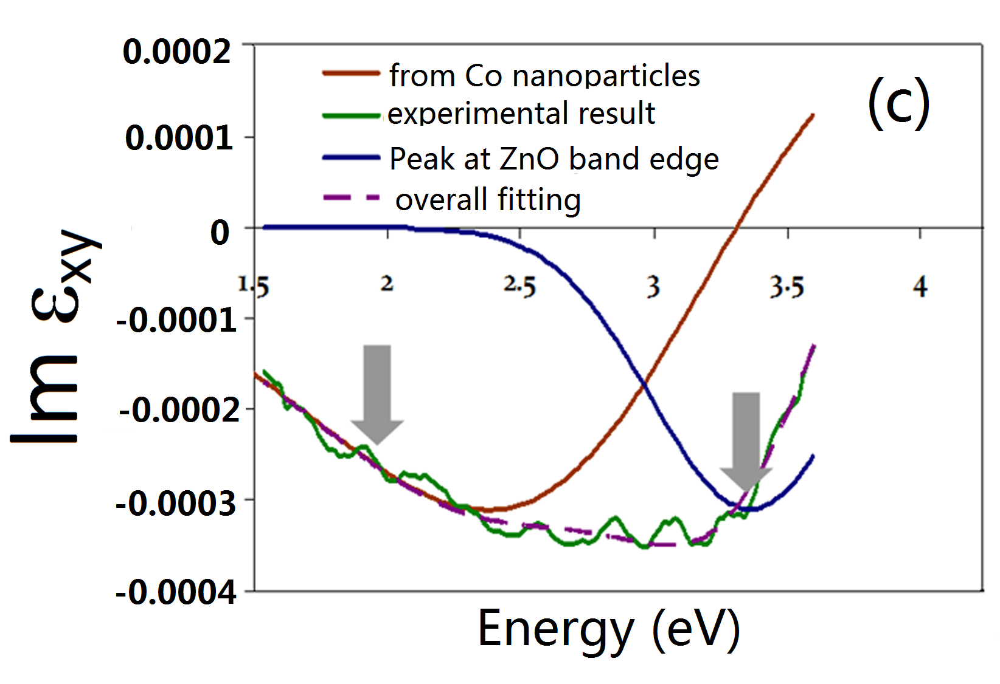 0.0002
from Co nanoparticles
(c)
experimental result
0.0001
Peak at ZnO band edge
overall fitting
0
1.5 2 2.5 3 3.5 4
-0.0001
-0.0002
-0.0003
-0.0004
Im εxy
Energy (eV)